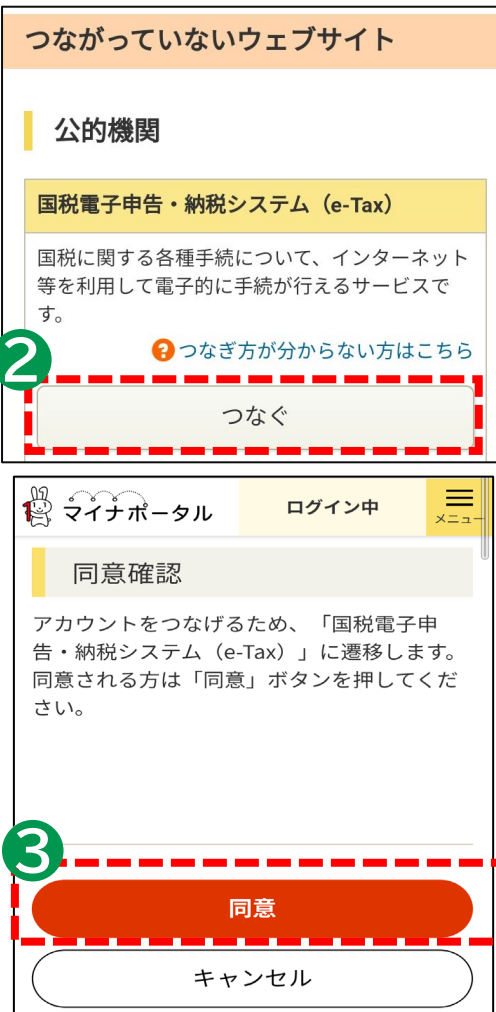 つながっていないウェブサイト
公的機関
国税電子申告・納税システム（e-Tax）
国税に関する各種手続について、インターネット
等を利用して電子的に手続が行えるサービスで
す。
? つなぎ方が分からない方はこちら
2
つなぐ
1 マイナポータル ログイン中 メニュー
同意確認
アカウントをつなげるため、「国税電子申
告・納税システム（e-Tax）」に遷移します。
同意される方は「同意」ボタンを押してくだ
さい。
3
同意
キャンセル